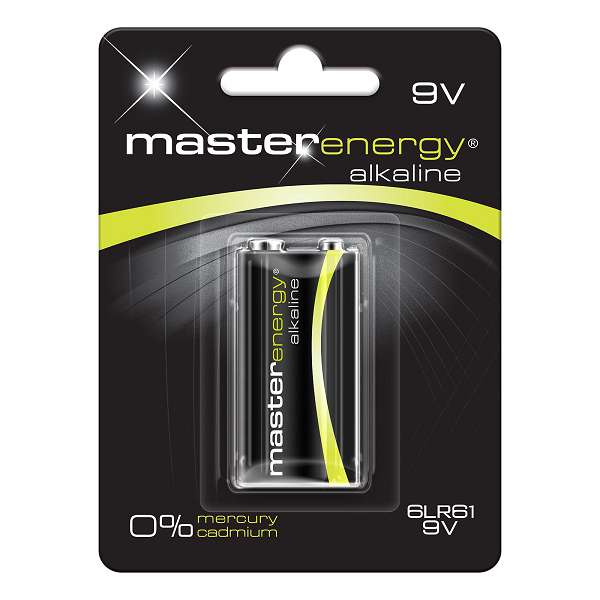 9V
masterenergy®
alkaline
masterenergy®
alkaline
0% mercury
cadmium
6LR61
9V